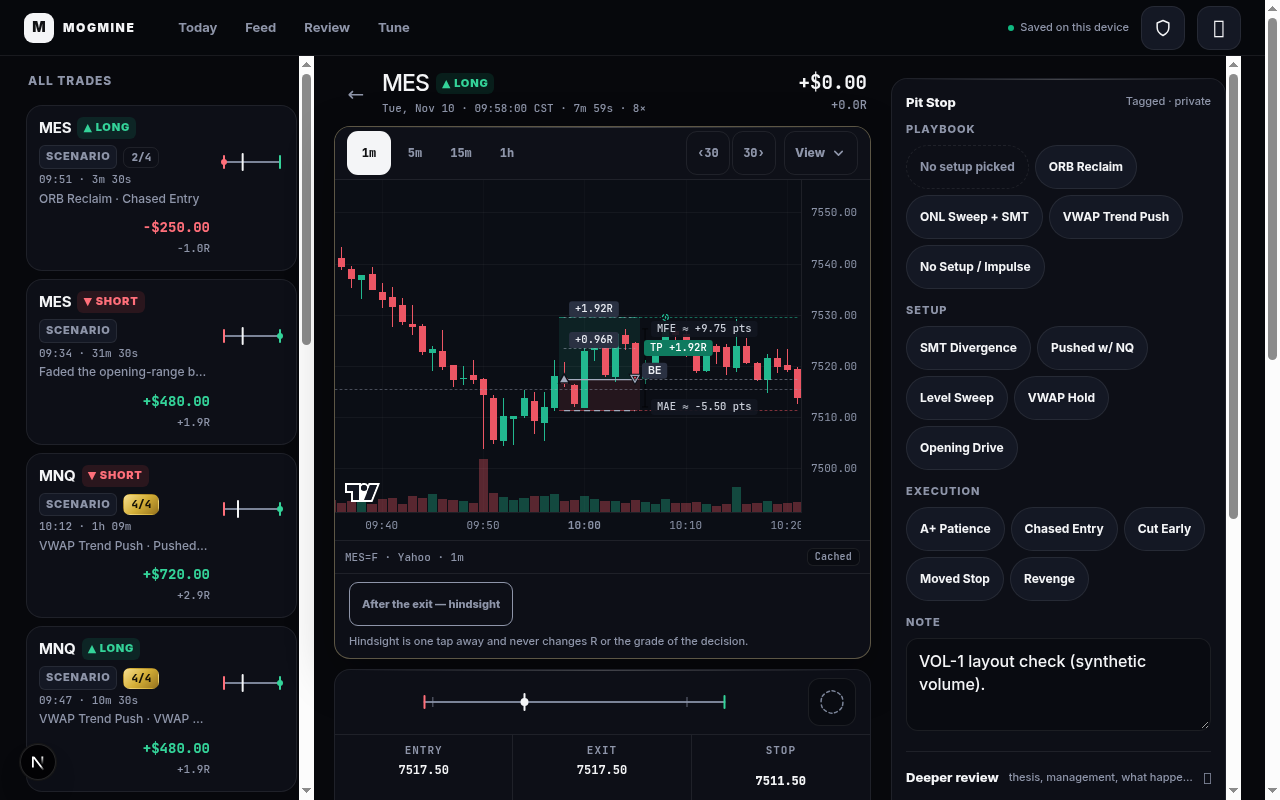 M MOGMINE Today Feed Review Tune Saved on this device
ALL TRADES
MES ▲ LONG
SCENARIO 2/4
09:51 · 3m 30s
ORB Reclaim · Chased Entry
-$250.00
-1.0R
MES ▼ SHORT
SCENARIO
09:34 · 31m 30s
Faded the opening-range b...
+$480.00
+1.9R
MNQ ▼ SHORT
SCENARIO 4/4
10:12 · 1h 09m
VWAP Trend Push · Pushed...
+$720.00
+2.9R
MNQ ▲ LONG
SCENARIO 4/4
09:47 · 10m 30s
VWAP Trend Push · VWAP ...
+$480.00
+1.9R
N
← MES ▲ LONG +$0.00
Tue, Nov 10 · 09:58:00 CST · 7m 59s · 8× +0.0R
1m 5m 15m 1h ‹30 30› View
7550.00
7540.00
7530.00
7520.00
7510.00
7500.00
+1.92R
MFE ≈ +9.75 pts
+0.96R
TP +1.92R
BE
MAE ≈ -5.50 pts
09:40 09:50 10:00 10:10 10:20
MES=F · Yahoo · 1m Cached
After the exit — hindsight
Hindsight is one tap away and never changes R or the grade of the decision.
ENTRY EXIT STOP
7517.50 7517.50 7511.50
Pit Stop Tagged · private
PLAYBOOK
No setup picked ORB Reclaim
ONL Sweep + SMT VWAP Trend Push
No Setup / Impulse
SETUP
SMT Divergence Pushed w/ NQ
Level Sweep VWAP Hold
Opening Drive
EXECUTION
A+ Patience Chased Entry Cut Early
Moved Stop Revenge
NOTE
VOL-1 layout check (synthetic
volume).
Deeper review thesis, management, what happe...